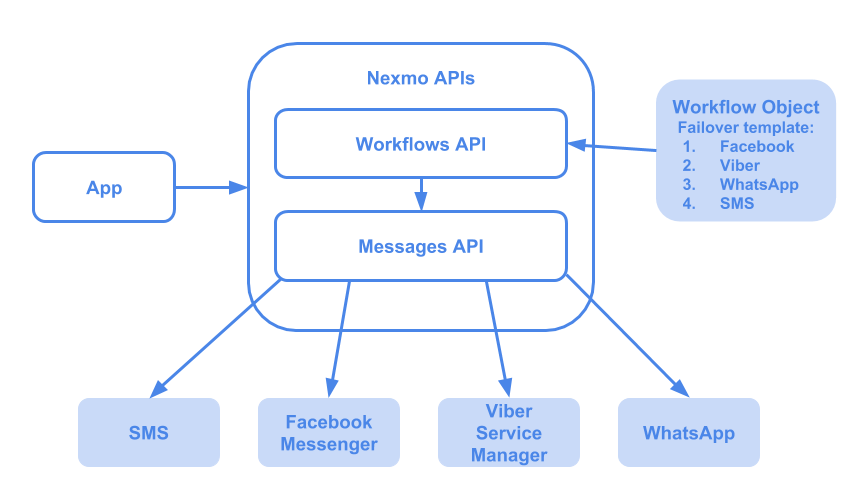 Nexmo APIs
Workflows API
Workflow Object
Failover template:
1. Facebook
2. Viber
3. WhatsApp
4. SMS
App
Messages API
SMS
Facebook
Messenger
Viber
Service
Manager
WhatsApp